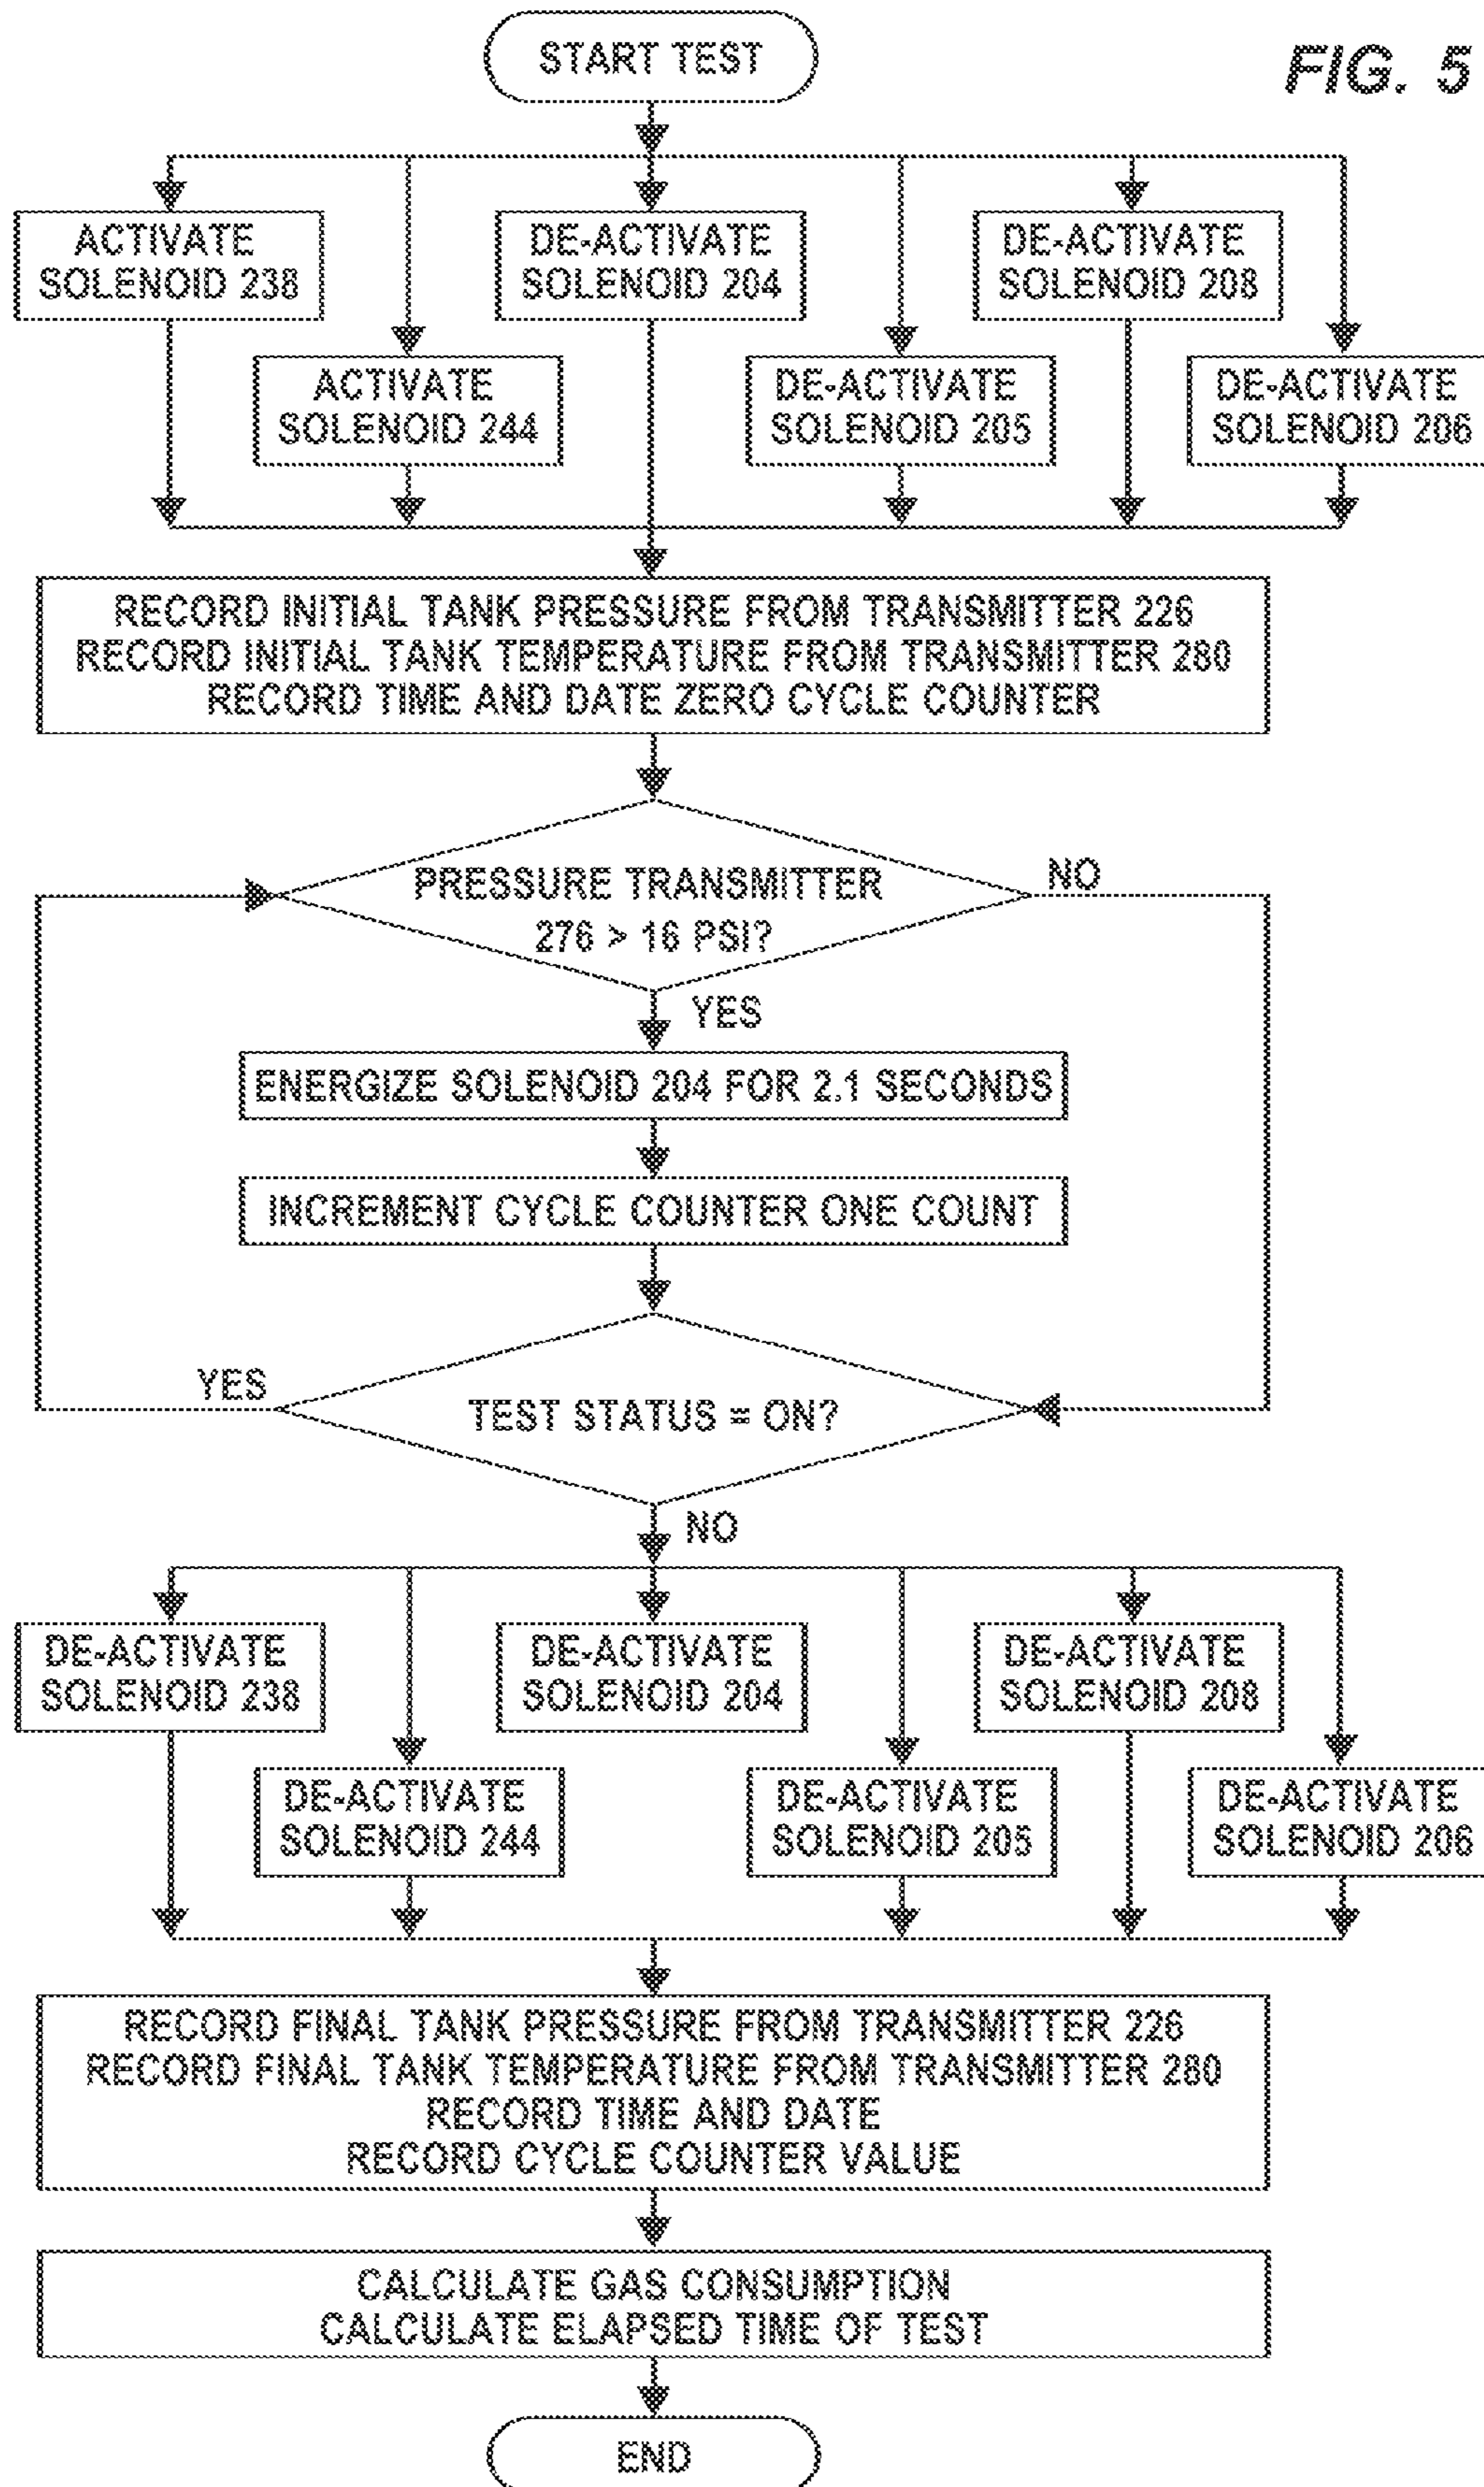 START TEST
FIG. 5
ACTIVATE
SOLENOID 238
DE-ACTIVATE
SOLENOID 204
DE-ACTIVATE
SOLENOID 208
ACTIVATE
SOLENOID 244
DE-ACTIVATE
SOLENOID 205
DE-ACTIVATE
SOLENOID 206
RECORD INITIAL TANK PRESSURE FROM TRANSMITTER 226
RECORD INITIAL TANK TEMPERATURE FROM TRANSMITTER 280
RECORD TIME AND DATE ZERO CYCLE COUNTER
PRESSURE TRANSMITTER
276 > 16 PSI?
NO
YES
ENERGIZE SOLENOID 204 FOR 2.1 SECONDS
INCREMENT CYCLE COUNTER ONE COUNT
YES
TEST STATUS = ON?
NO
DE-ACTIVATE
SOLENOID 238
DE-ACTIVATE
SOLENOID 204
DE-ACTIVATE
SOLENOID 208
DE-ACTIVATE
SOLENOID 244
DE-ACTIVATE
SOLENOID 205
DE-ACTIVATE
SOLENOID 206
RECORD FINAL TANK PRESSURE FROM TRANSMITTER 226
RECORD FINAL TANK TEMPERATURE FROM TRANSMITTER 280
RECORD TIME AND DATE
RECORD CYCLE COUNTER VALUE
CALCULATE GAS CONSUMPTION
CALCULATE ELAPSED TIME OF TEST
END